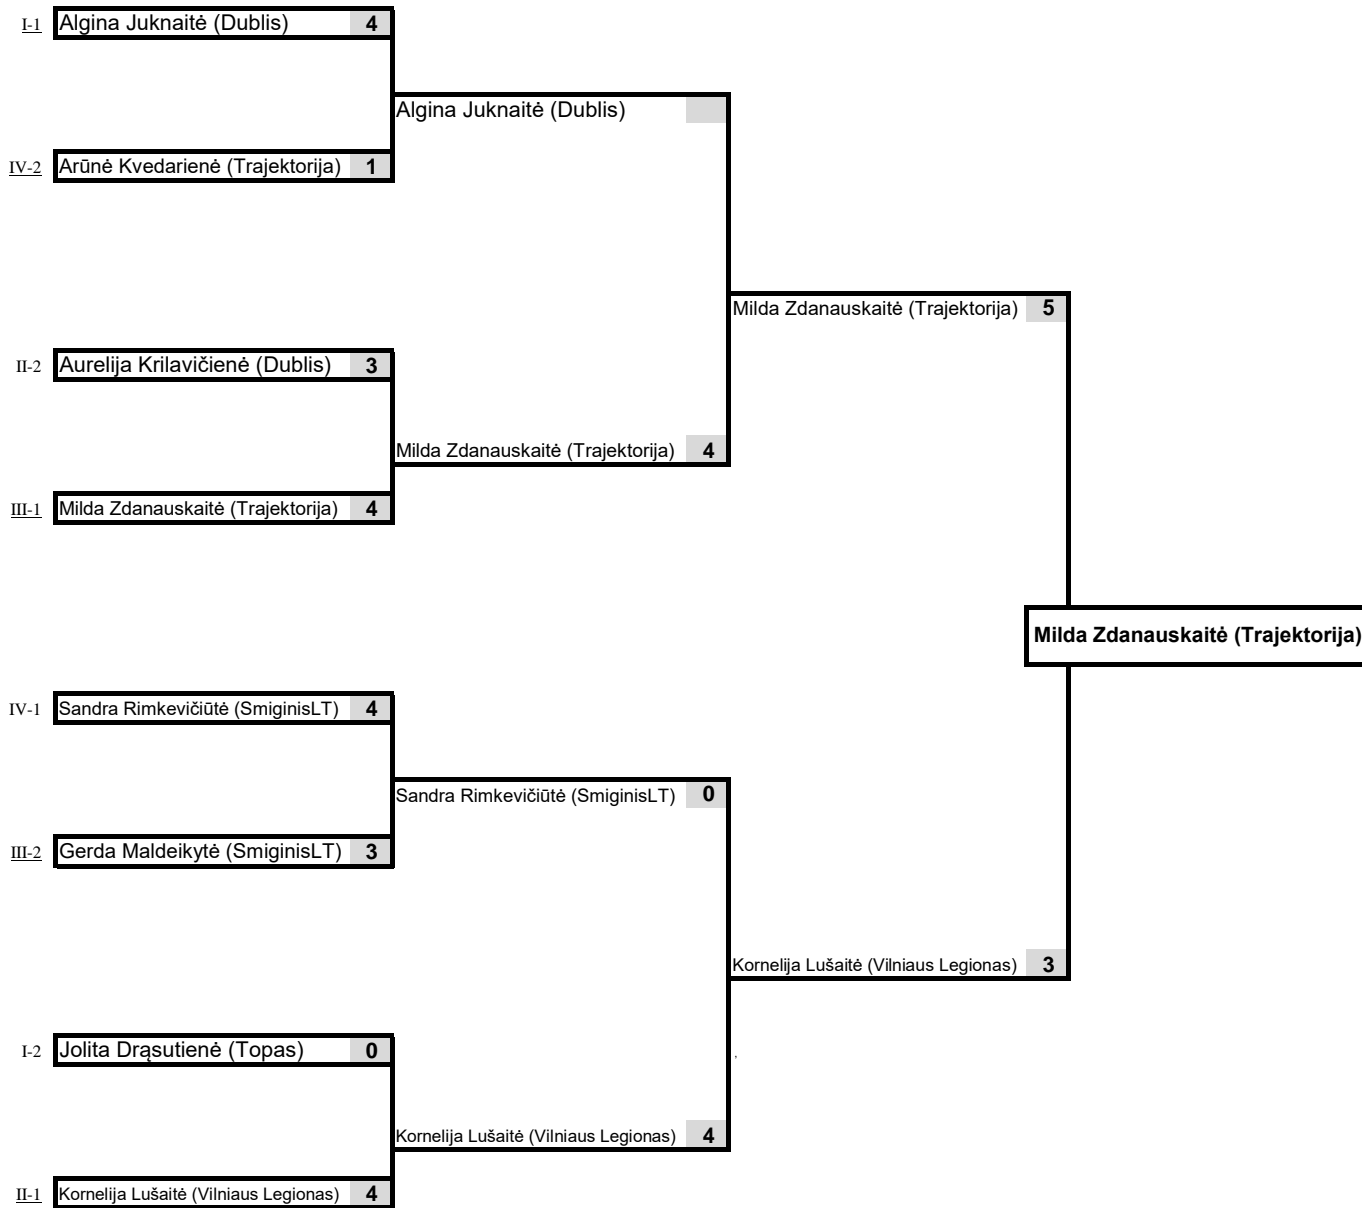 I-1 Algina Juknaitė (Dublis) 4
Algina Juknaitė (Dublis)
IV-2 Arūnė Kvedarienė (Trajektorija) 1
Milda Zdanauskaitė (Trajektorija) 5
II-2 Aurelija Krilavičienė (Dublis) 3
Milda Zdanauskaitė (Trajektorija) 4
III-1 Milda Zdanauskaitė (Trajektorija) 4
Milda Zdanauskaitė (Trajektorija)
IV-1 Sandra Rimkevičiūtė (SmiginisLT) 4
Sandra Rimkevičiūtė (SmiginisLT) 0
III-2 Gerda Maldeikytė (SmiginisLT) 3
Kornelija Lušaitė (Vilniaus Legionas) 3
I-2 Jolita Drąsutienė (Topas) 0
Kornelija Lušaitė (Vilniaus Legionas) 4
II-1 Kornelija Lušaitė (Vilniaus Legionas) 4